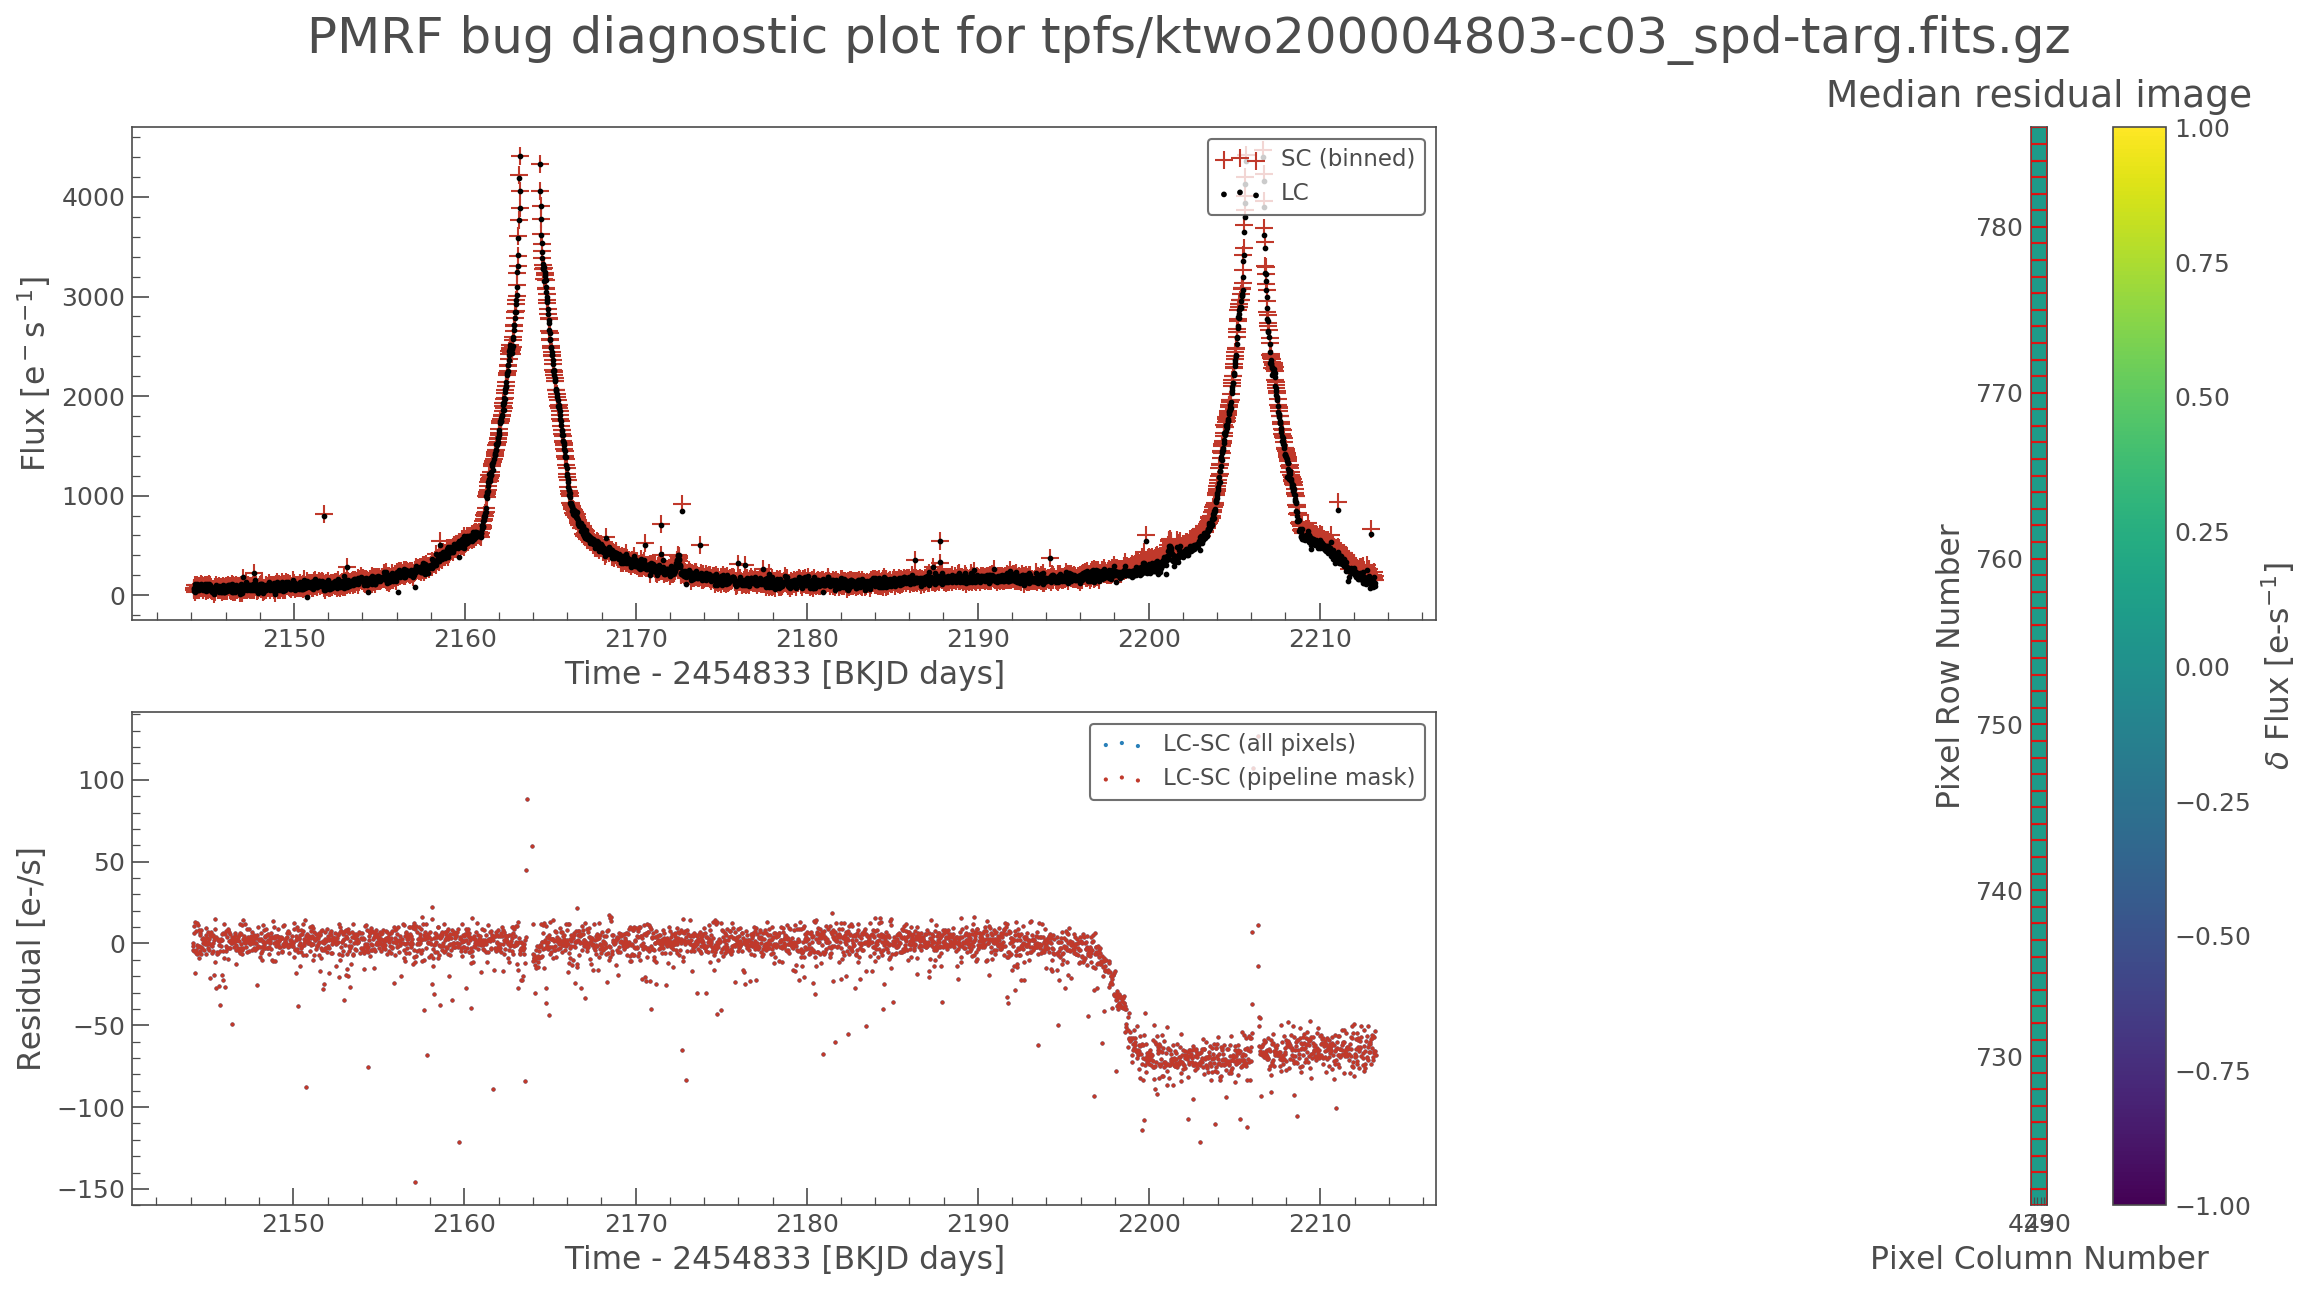 PMRF bug diagnostic plot for tpfs/ktwo200004803-c03_spd-targ.fits.gz
Flux [e⁻ s⁻¹]
4000
3000
2000
1000
0
SC (binned)
LC
2150 2160 2170 2180 2190 2200 2210
Time - 2454833 [BKJD days]
Residual [e-/s]
100
50
0
−50
−100
−150
LC-SC (all pixels)
LC-SC (pipeline mask)
2150 2160 2170 2180 2190 2200 2210
Time - 2454833 [BKJD days]
Median residual image
Pixel Row Number
780
770
760
750
740
730
Pixel Column Number
1.00
0.75
0.50
0.25
0.00
−0.25
−0.50
−0.75
−1.00
δ Flux [e-s⁻¹]